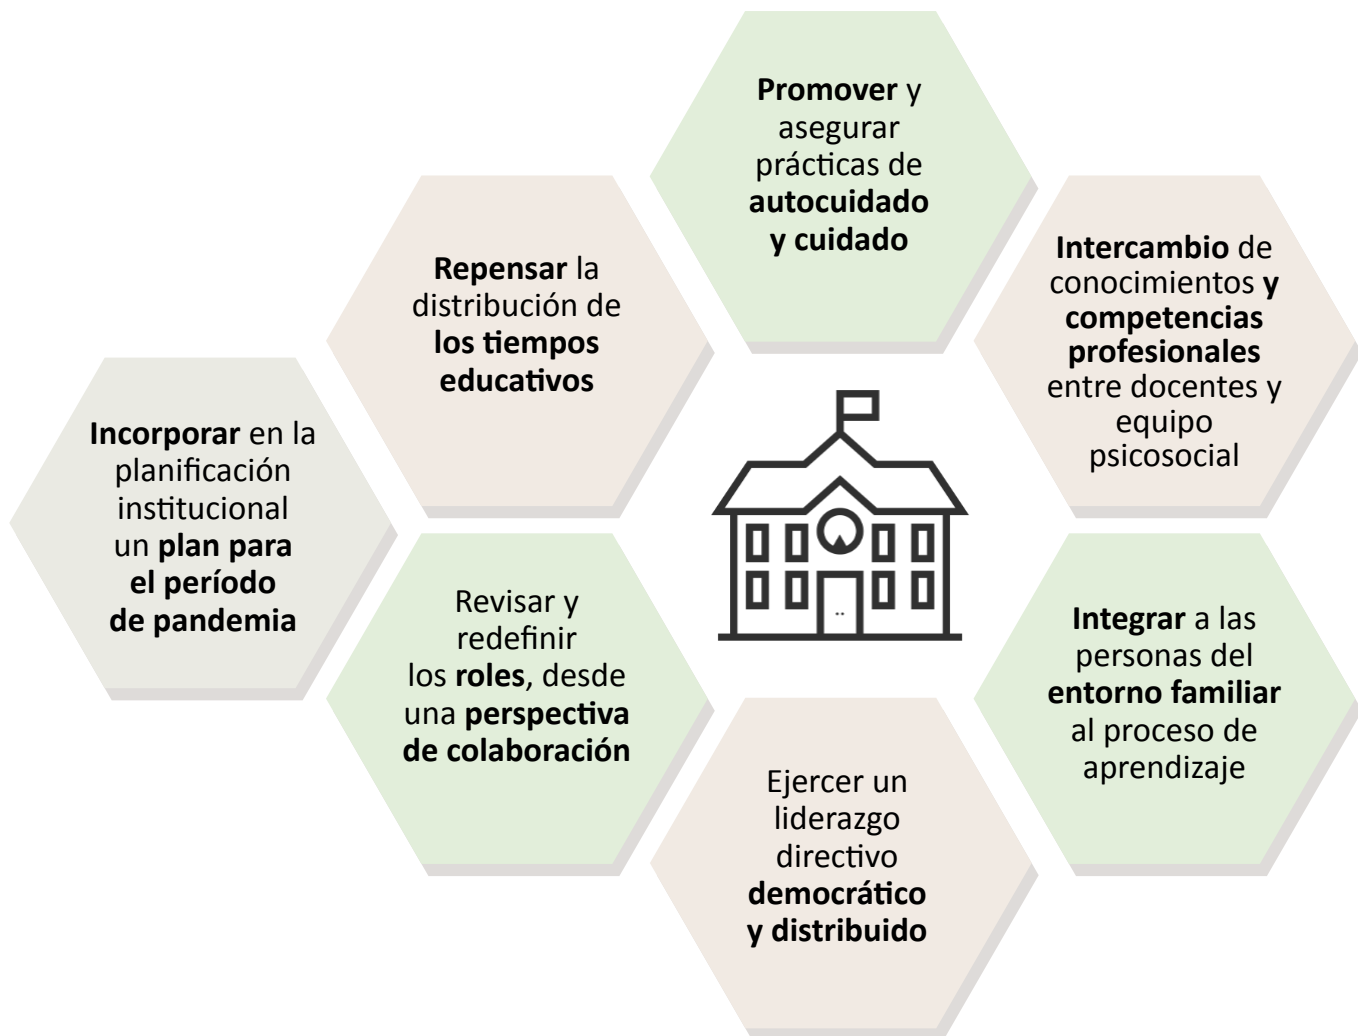 Promover y
asegurar
prácticas de
autocuidado
y cuidado
Repensar la
distribución de
los tiempos
educativos
Intercambio de
conocimientos y
competencias
profesionales
entre docentes y
equipo
psicosocial
Incorporar en la
planificación
institucional
un plan para
el período
de pandemia
Revisar y
redefinir
los roles, desde
una perspectiva
de colaboración
Integrar a las
personas del
entorno familiar
al proceso de
aprendizaje
Ejercer un
liderazgo
directivo
democrático
y distribuido